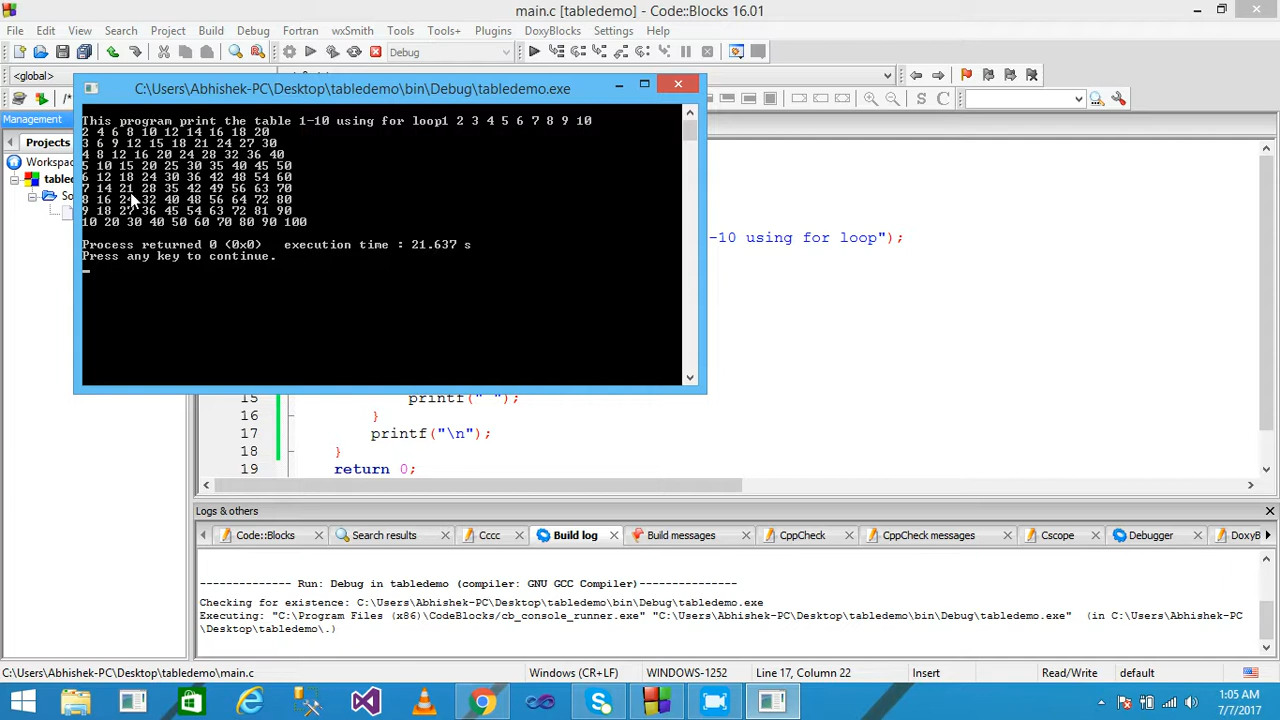 main.c [tabledemo] - Code::Blocks 16.01
File Edit View Search Project Build Debug Fortran wxSmith Tools Tools+ Plugins DoxyBlocks Settings Help
Debug
<global>
C:\Users\Abhishek-PC\Desktop\tabledemo\bin\Debug\tabledemo.exe
/*
S C
Management
Projects
Workspa
table
So
This program print the table 1-10 using for loop1 2 3 4 5 6 7 8 9 10
2 4 6 8 10 12 14 16 18 20
3 6 9 12 15 18 21 24 27 30
4 8 12 16 20 24 28 32 36 40
5 10 15 20 25 30 35 40 45 50
6 12 18 24 30 36 42 48 54 60
7 14 21 28 35 42 49 56 63 70
8 16 24 32 40 48 56 64 72 80
9 18 27 36 45 54 63 72 81 90
10 20 30 40 50 60 70 80 90 100
Process returned 0 (0x0)   execution time : 21.637 s
Press any key to continue.
-10 using for loop");
15 printf(" ");
16 }
17 printf("\n");
18 }
19 return 0;
Logs & others
Code::Blocks Search results Cccc Build log Build messages CppCheck CppCheck messages Cscope Debugger DoxyB
-------------- Run: Debug in tabledemo (compiler: GNU GCC Compiler)---------------
Checking for existence: C:\Users\Abhishek-PC\Desktop\tabledemo\bin\Debug\tabledemo.exe
Executing: "C:\Program Files (x86)\CodeBlocks/cb_console_runner.exe" "C:\Users\Abhishek-PC\Desktop\tabledemo\bin\Debug\tabledemo.exe"  (in C:\Users\Abhishek-PC
\Desktop\tabledemo\.)
C:\Users\Abhishek-PC\Desktop\tabledemo\main.c Windows (CR+LF) WINDOWS-1252 Line 17, Column 22 Insert Read/Write default
1:05 AM
7/7/2017